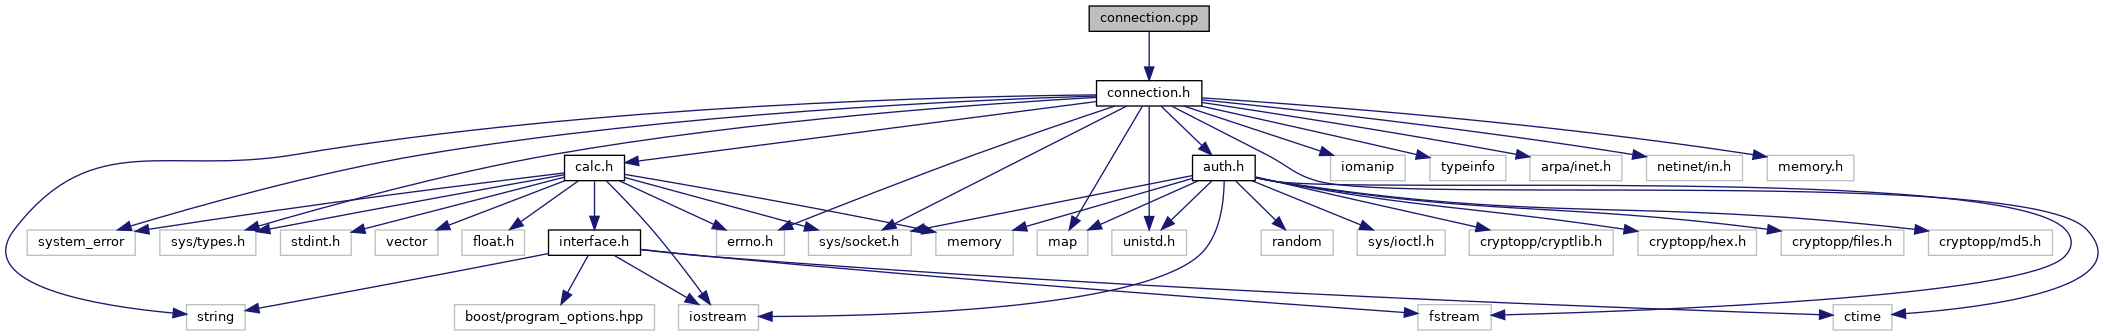 connection.cpp
connection.h
calc.h
auth.h
iomanip
typeinfo
arpa/inet.h
netinet/in.h
memory.h
system_error
sys/types.h
stdint.h
vector
float.h
interface.h
errno.h
sys/socket.h
memory
map
unistd.h
random
sys/ioctl.h
cryptopp/cryptlib.h
cryptopp/hex.h
cryptopp/files.h
cryptopp/md5.h
string
boost/program_options.hpp
iostream
fstream
ctime